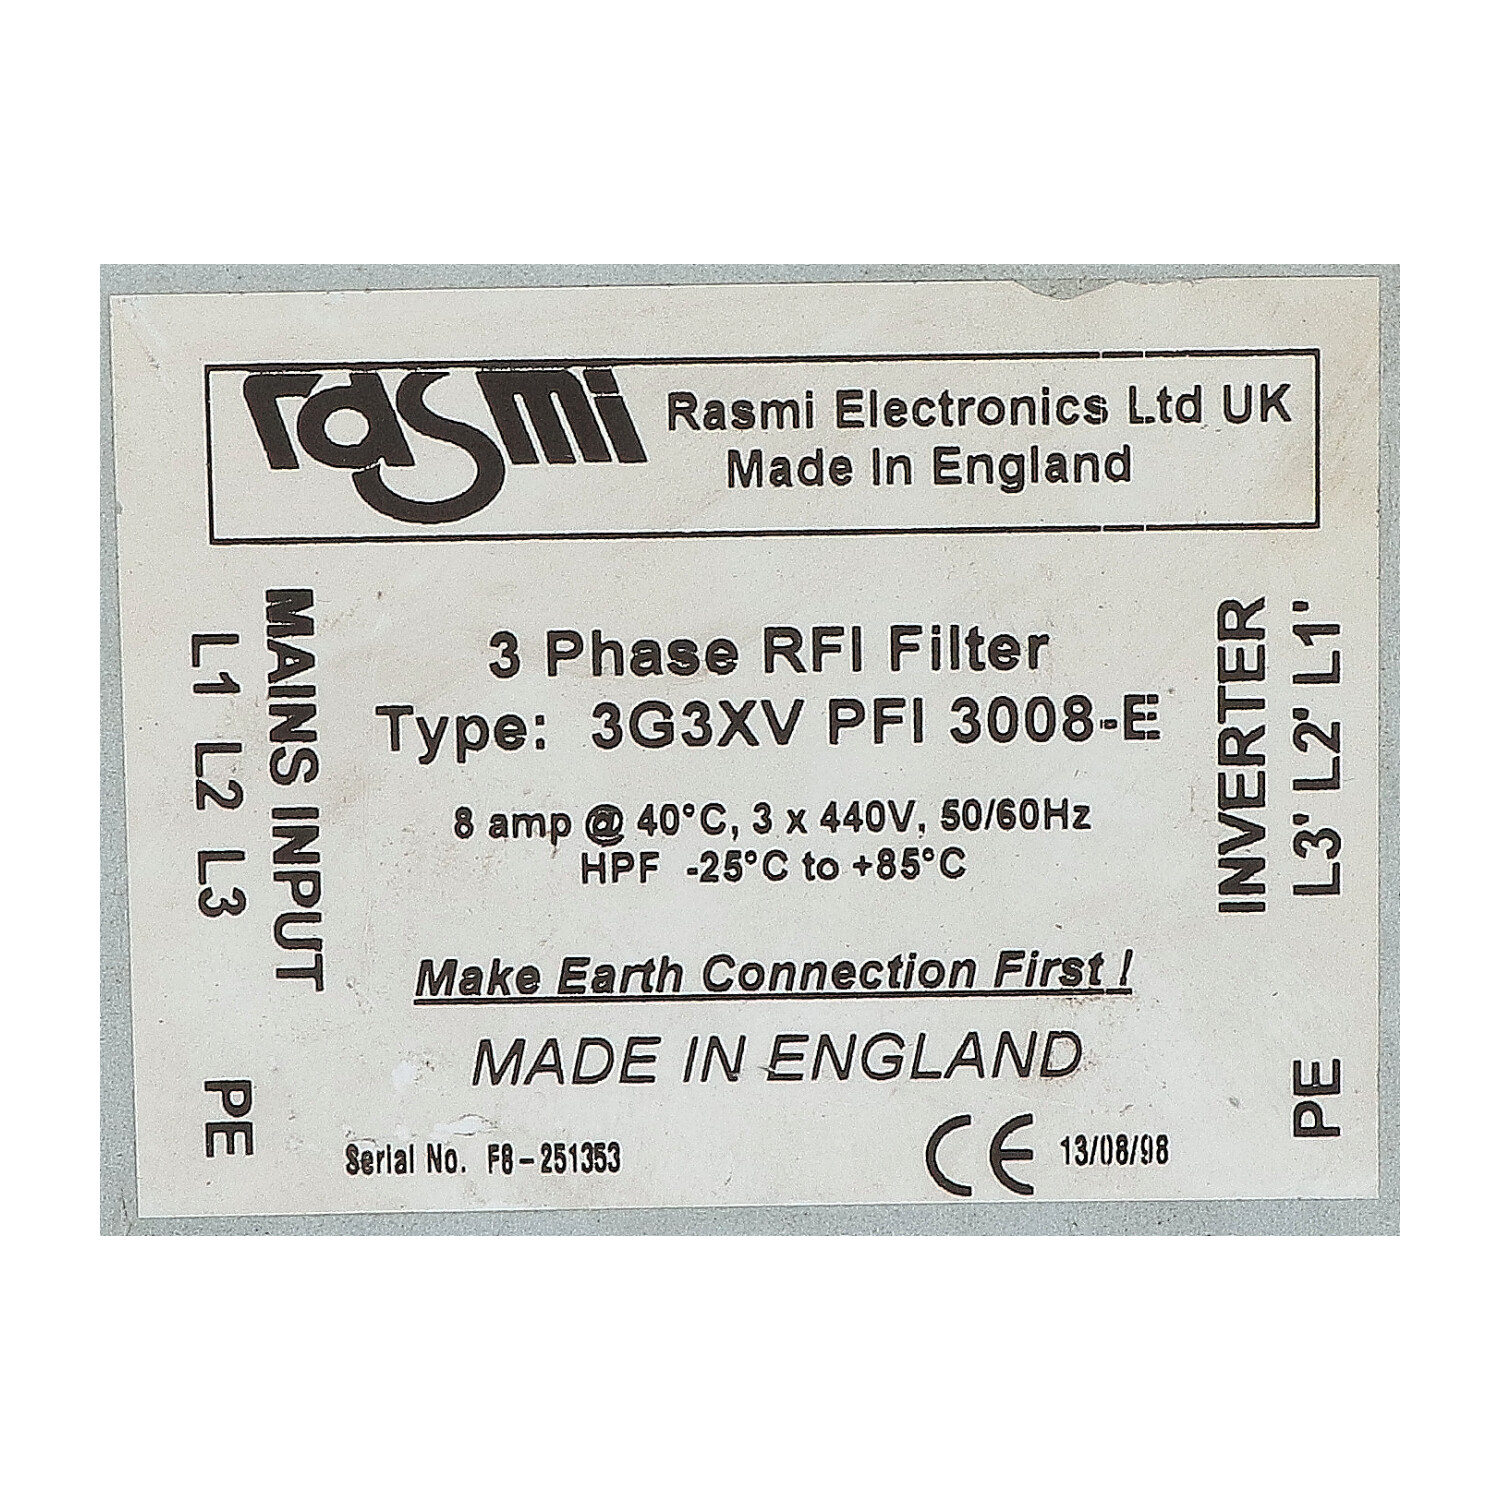 rasmi
Rasmi Electronics Ltd UK
Made In England
MAINS INPUT
L1 L2 L3
PE
3 Phase RFI Filter
Type: 3G3XV PFI 3008-E
8 amp @ 40°C, 3 x 440V, 50/60Hz
HPF -25°C to +85°C
Make Earth Connection First !
MADE IN ENGLAND
Serial No. F8-251353
CE 13/08/98
INVERTER
L3' L2' L1'
PE